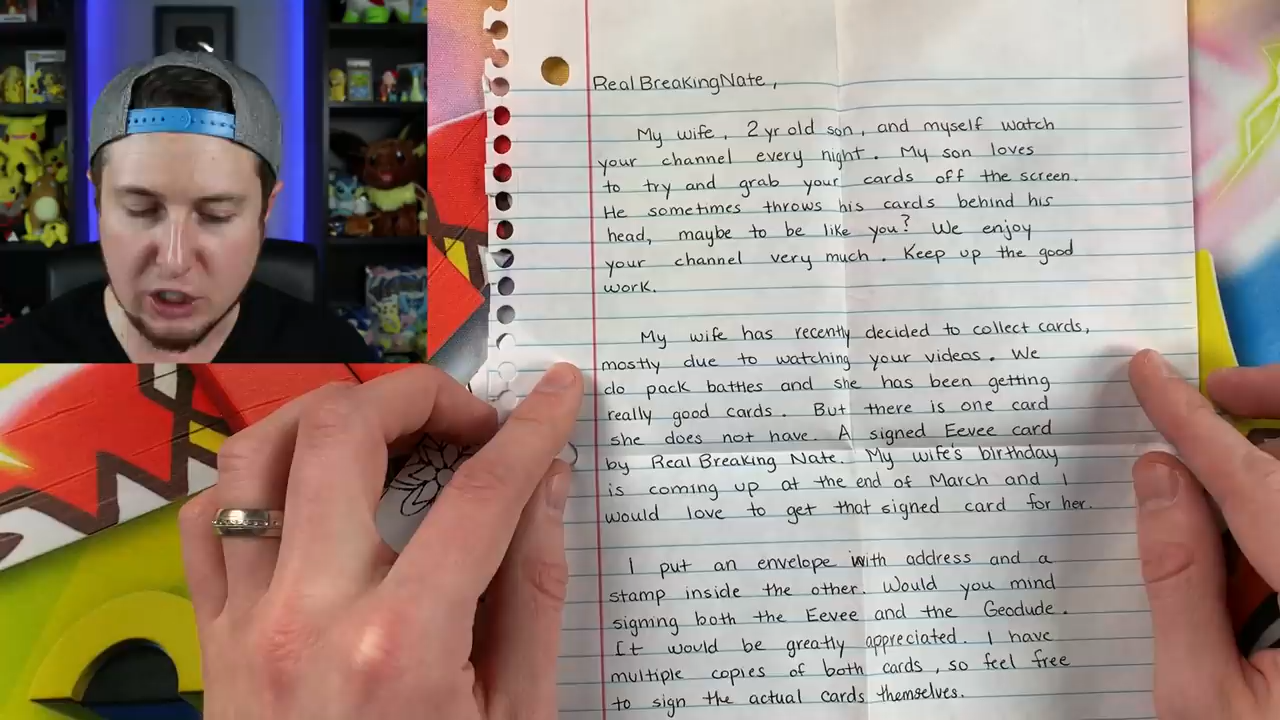 Real BreakingNate,
My wife, 2 yr old son, and myself watch
your channel every night. My son loves
to try and grab your cards off the screen.
He sometimes throws his cards behind his
head, maybe to be like you? We enjoy
your channel very much. Keep up the good
work.
My wife has recently decided to collect cards,
mostly due to watching your videos. We
do pack battles and she has been getting
really good cards. But there is one card
she does not have. A signed Eevee card
by Real Breaking Nate. My wife's birthday
is coming up at the end of March and I
would love to get that signed card for her.
I put an envelope with address and a
stamp inside the other. Would you mind
signing both the Eevee and the Geodude.
It would be greatly appreciated. I have
multiple copies of both cards, so feel free
to sign the actual cards themselves.